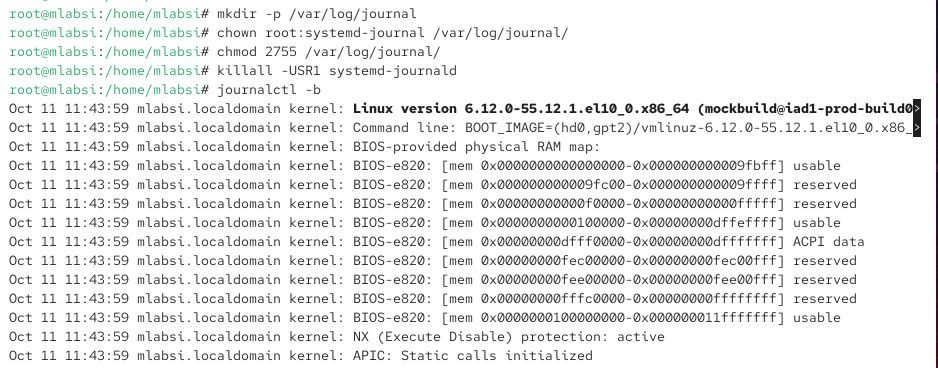 root@mlabsi:/home/mlabsi# mkdir -p /var/log/journal
root@mlabsi:/home/mlabsi# chown root:systemd-journal /var/log/journal/
root@mlabsi:/home/mlabsi# chmod 2755 /var/log/journal/
root@mlabsi:/home/mlabsi# killall -USR1 systemd-journald
root@mlabsi:/home/mlabsi# journalctl -b
Oct 11 11:43:59 mlabsi.localdomain kernel: Linux version 6.12.0-55.12.1.el10_0.x86_64 (mockbuild@iad1-prod-build0>
Oct 11 11:43:59 mlabsi.localdomain kernel: Command line: BOOT_IMAGE=(hd0,gpt2)/vmlinuz-6.12.0-55.12.1.el10_0.x86_>
Oct 11 11:43:59 mlabsi.localdomain kernel: BIOS-provided physical RAM map:
Oct 11 11:43:59 mlabsi.localdomain kernel: BIOS-e820: [mem 0x0000000000000000-0x000000000009fbff] usable
Oct 11 11:43:59 mlabsi.localdomain kernel: BIOS-e820: [mem 0x000000000009fc00-0x000000000009ffff] reserved
Oct 11 11:43:59 mlabsi.localdomain kernel: BIOS-e820: [mem 0x00000000000f0000-0x00000000000fffff] reserved
Oct 11 11:43:59 mlabsi.localdomain kernel: BIOS-e820: [mem 0x0000000000100000-0x00000000dffeffff] usable
Oct 11 11:43:59 mlabsi.localdomain kernel: BIOS-e820: [mem 0x00000000dfff0000-0x00000000dfffffff] ACPI data
Oct 11 11:43:59 mlabsi.localdomain kernel: BIOS-e820: [mem 0x00000000fec00000-0x00000000fec00fff] reserved
Oct 11 11:43:59 mlabsi.localdomain kernel: BIOS-e820: [mem 0x00000000fee00000-0x00000000fee00fff] reserved
Oct 11 11:43:59 mlabsi.localdomain kernel: BIOS-e820: [mem 0x00000000fffc0000-0x00000000ffffffff] reserved
Oct 11 11:43:59 mlabsi.localdomain kernel: BIOS-e820: [mem 0x0000000100000000-0x000000011fffffff] usable
Oct 11 11:43:59 mlabsi.localdomain kernel: NX (Execute Disable) protection: active
Oct 11 11:43:59 mlabsi.localdomain kernel: APIC: Static calls initialized